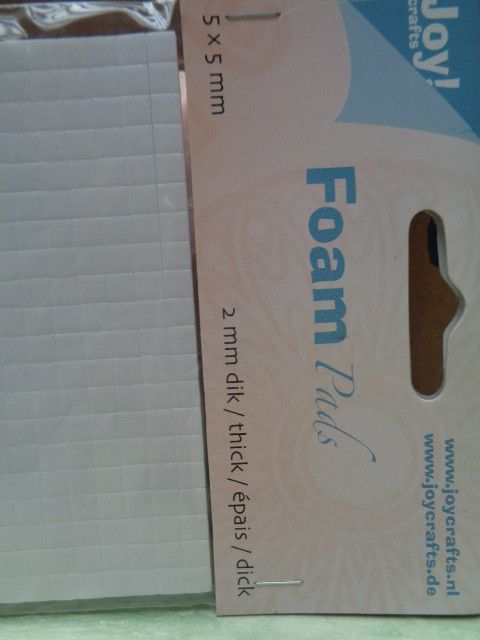 Joy!
crafts
www.joycrafts.nl
www.joycrafts.de
Foam Pads
5 x 5 mm
2 mm dik / thick / épais / dick